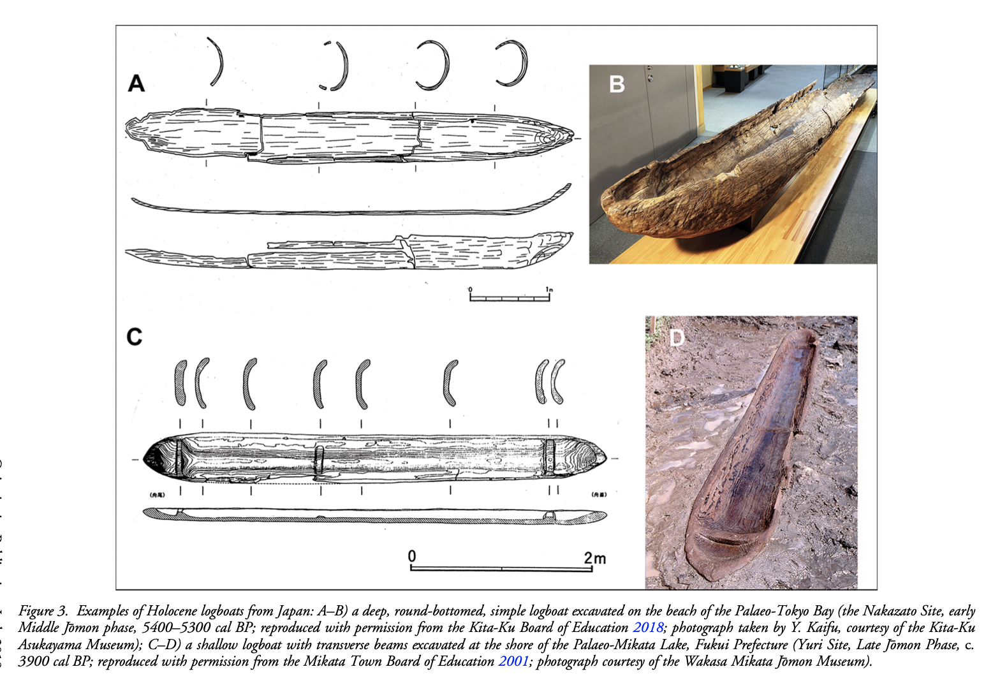 A
B
0 1m
C
(舟尾) (舟首)
0 2m
D
Figure 3. Examples of Holocene logboats from Japan: A–B) a deep, round-bottomed, simple logboat excavated on the beach of the Palaeo-Tokyo Bay (the Nakazato Site, early
Middle Jōmon phase, 5400–5300 cal BP; reproduced with permission from the Kita-Ku Board of Education 2018; photograph taken by Y. Kaifu, courtesy of the Kita-Ku
Asukayama Museum); C–D) a shallow logboat with transverse beams excavated at the shore of the Palaeo-Mikata Lake, Fukui Prefecture (Yuri Site, Late Jōmon Phase, c.
3900 cal BP; reproduced with permission from the Mikata Town Board of Education 2001; photograph courtesy of the Wakasa Mikata Jōmon Museum).